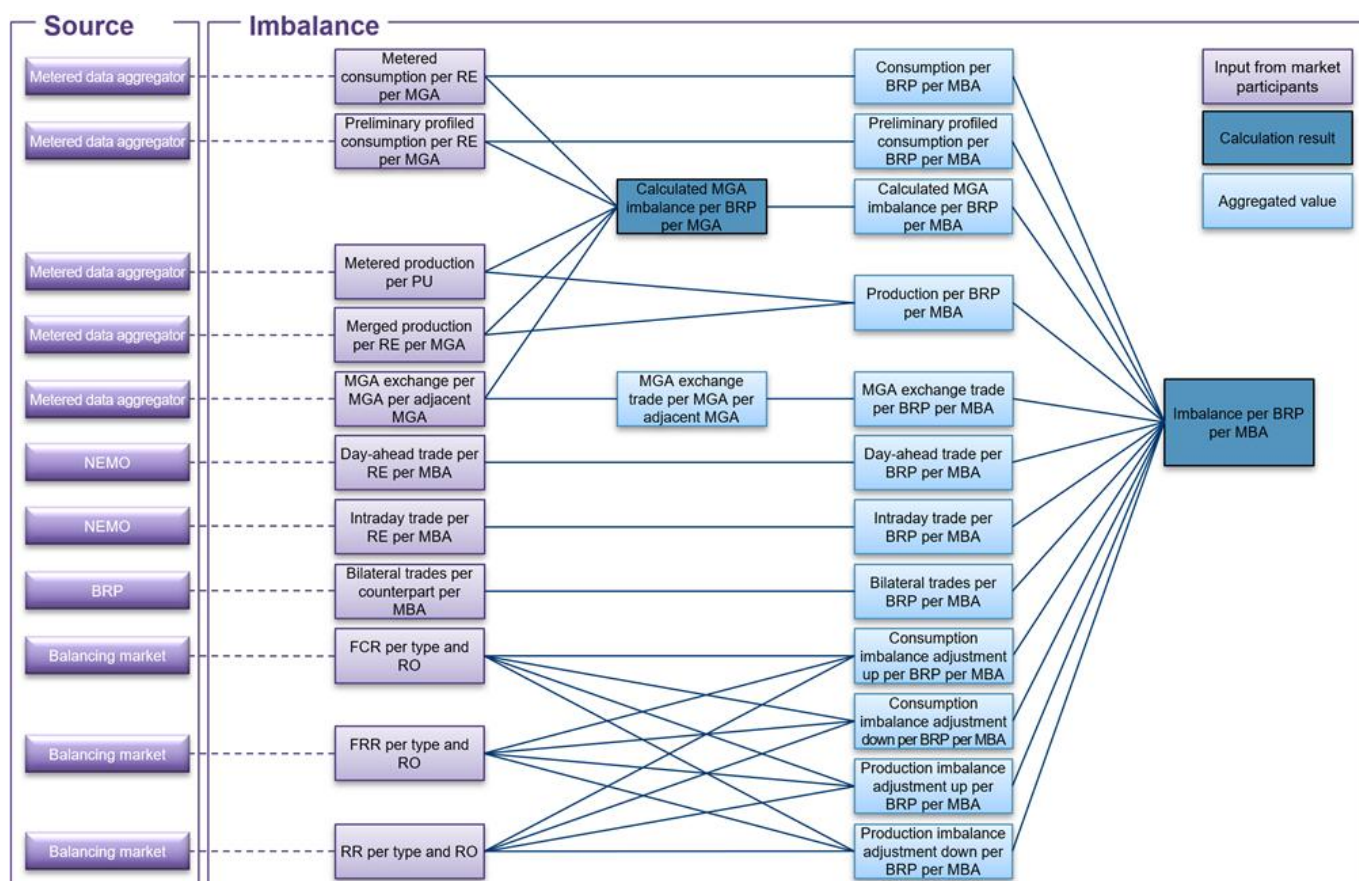 Source
Imbalance
Metered data aggregator
Metered
consumption per RE
per MGA
Consumption per
BRP per MBA
Input from market
participants
Metered data aggregator
Preliminary profiled
consumption per RE
per MGA
Preliminary profiled
consumption per
BRP per MBA
Calculation result
Calculated MGA
imbalance per BRP
per MGA
Calculated MGA
imbalance per BRP
per MBA
Aggregated value
Metered data aggregator
Metered production
per PU
Production per BRP
per MBA
Metered data aggregator
Merged production
per RE per MGA
Metered data aggregator
MGA exchange per
MGA per adjacent
MGA
MGA exchange
trade per MGA per
adjacent MGA
MGA exchange trade
per BRP per MBA
Imbalance per BRP
per MBA
NEMO
Day-ahead trade per
RE per MBA
Day-ahead trade per
BRP per MBA
NEMO
Intraday trade per
RE per MBA
Intraday trade per
BRP per MBA
BRP
Bilateral trades per
counterpart per
MBA
Bilateral trades per
BRP per MBA
Balancing market
FCR per type and
RO
Consumption
imbalance adjustment
up per BRP per MBA
Consumption
imbalance adjustment
down per BRP per MBA
Balancing market
FRR per type and
RO
Production imbalance
adjustment up per
BRP per MBA
Balancing market
RR per type and RO
Production imbalance
adjustment down per
BRP per MBA